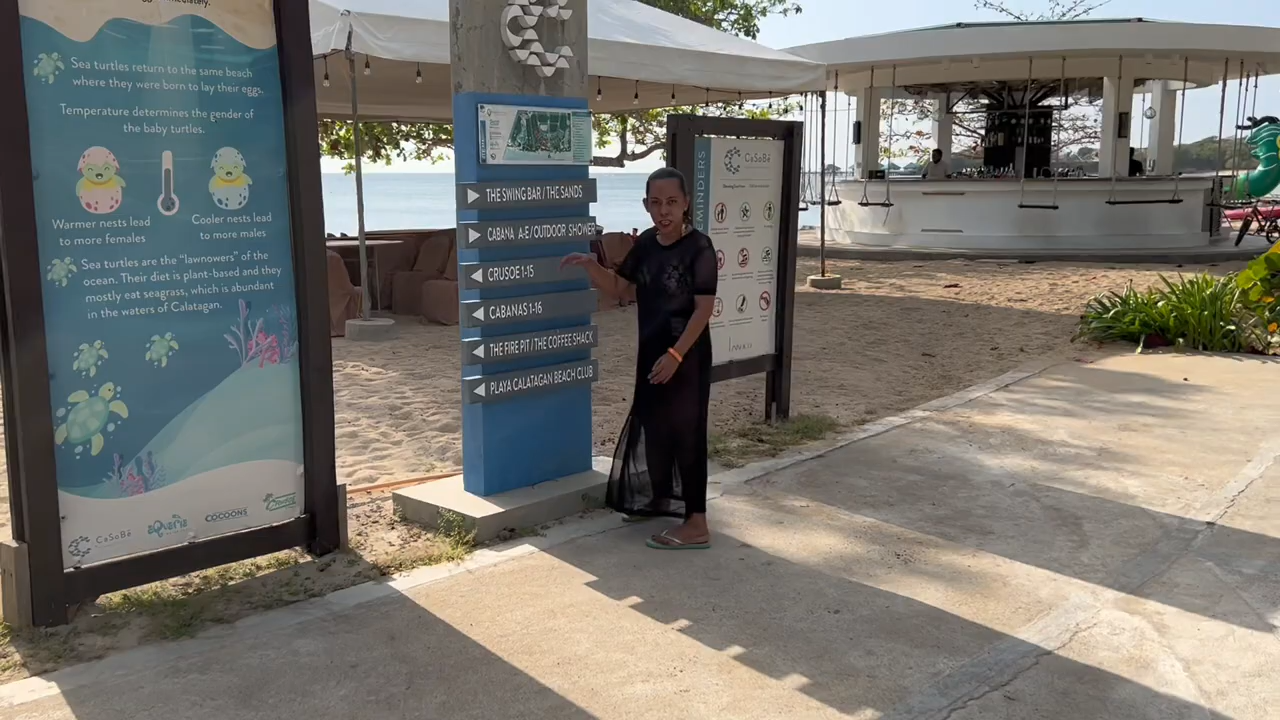 immediately.
Sea turtles return to the same beach
where they were born to lay their eggs.
Temperature determines the gender of
the baby turtles.
Warmer nests lead
to more females
Cooler nests lead
to more males
Sea turtles are the "lawnowers" of the
ocean. Their diet is plant-based and they
mostly eat seagrass, which is abundant
in the waters of Calatagan.
CaSoBē
aquaria
COCOONS
THE SWING BAR / THE SANDS
CABANA A-E / OUTDOOR SHOWER
CRUSOE 1-15
CABANAS 1-16
THE FIRE PIT / THE COFFEE SHACK
PLAYA CALATAGAN BEACH CLUB
EMINDERS
CaSoBē